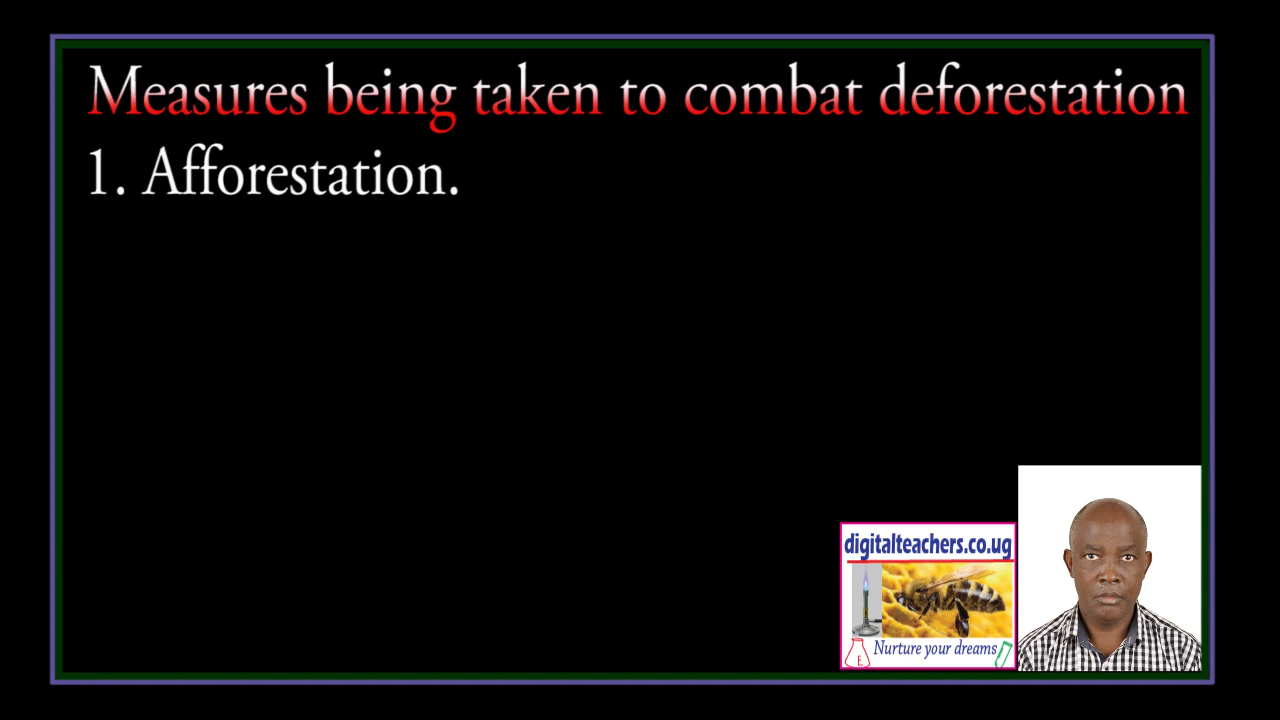 Measures being taken to combat deforestation
1. Afforestation.
digitalteachers.co.ug
E
Nurture your dreams